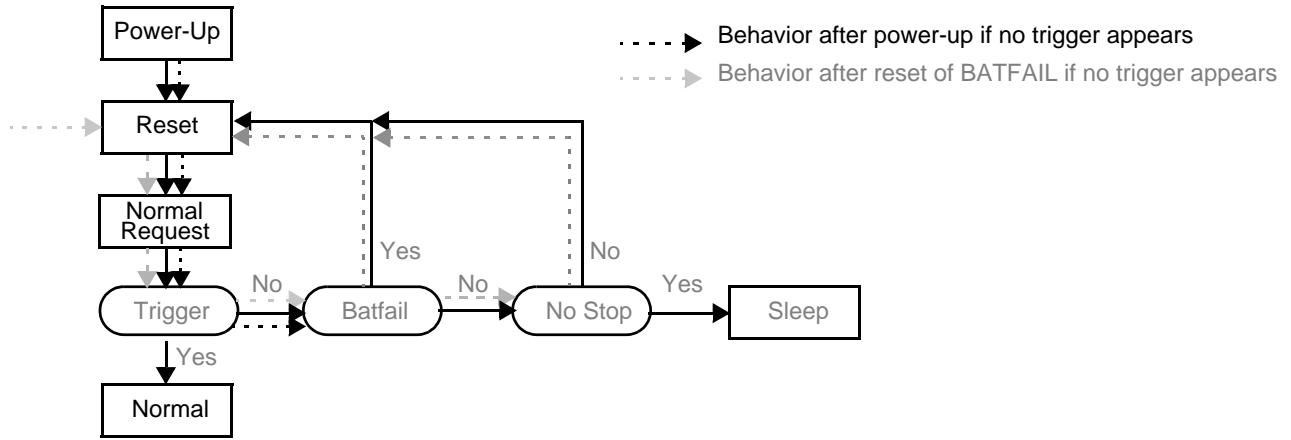 Power-Up
Behavior after power-up if no trigger appears
Behavior after reset of BATFAIL if no trigger appears
Reset
Normal
Request
Yes
No
No
No
Yes
Trigger
Batfail
No Stop
Sleep
Yes
Normal